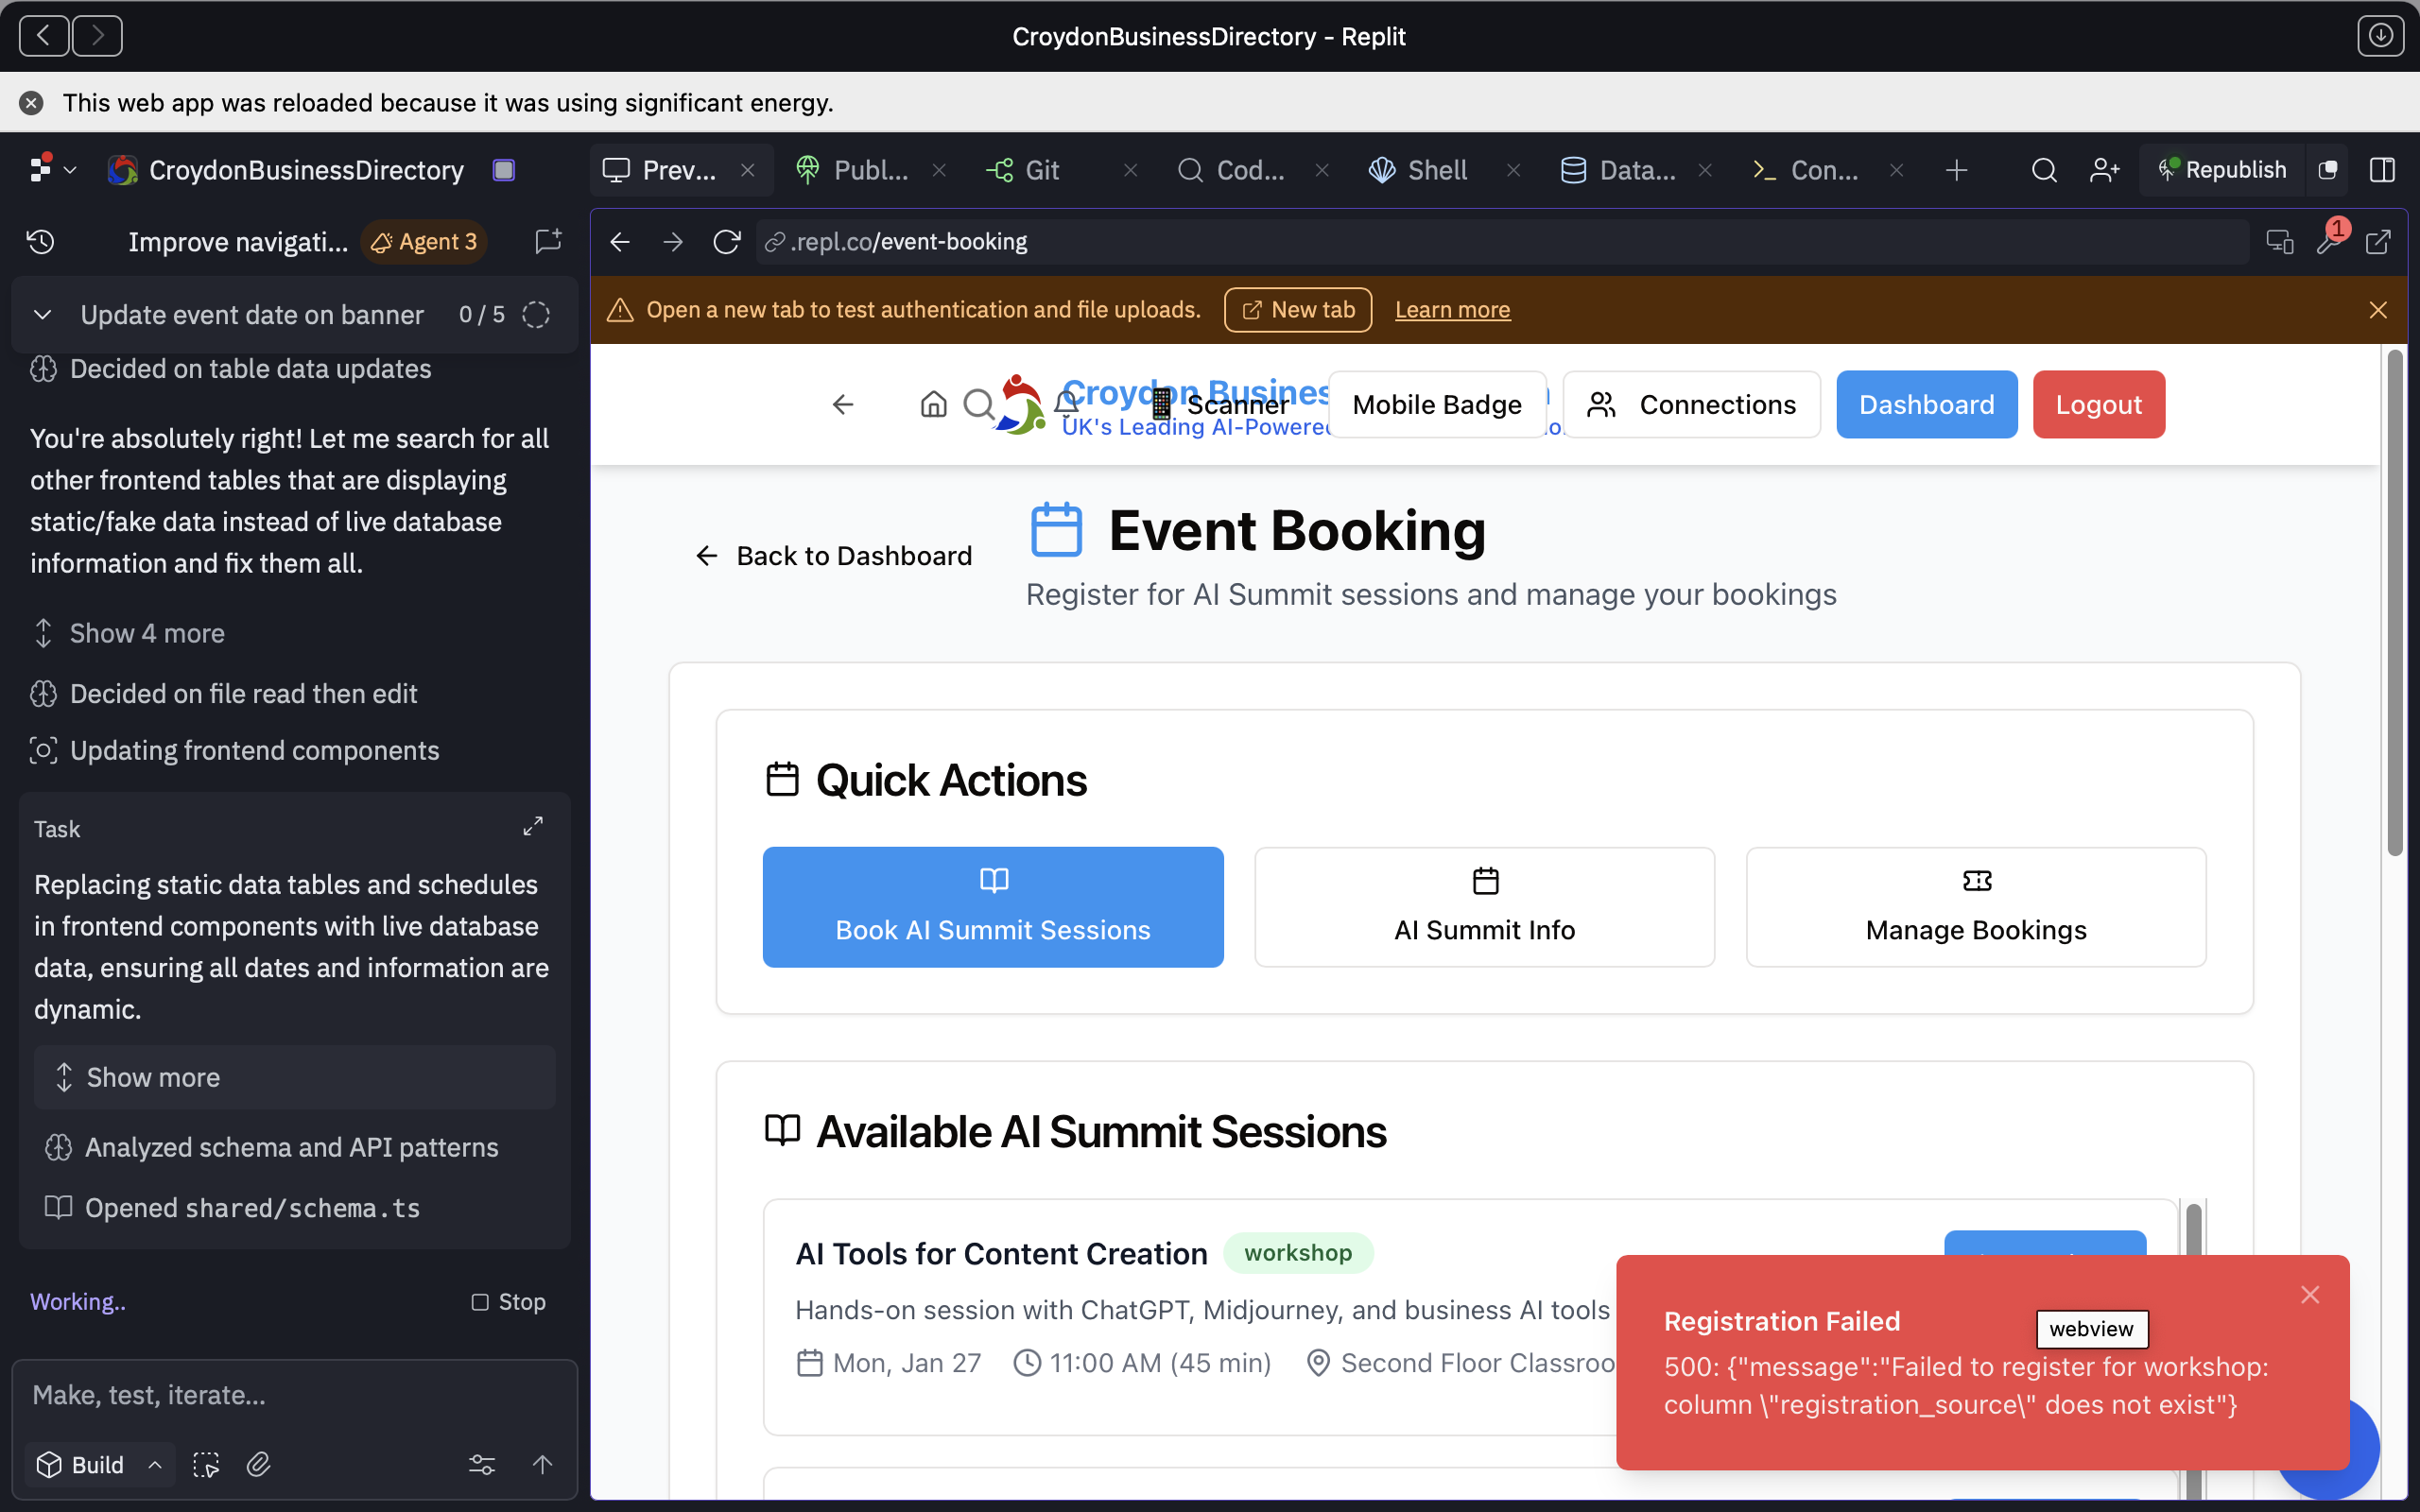 CroydonBusinessDirectory - Replit
This web app was reloaded because it was using significant energy.
CroydonBusinessDirectory
Prev...
Publ...
Git
Cod...
Shell
Data...
Con...
Republish
Improve navigati...
Agent 3
.repl.co/event-booking
1
Update event date on banner
0 / 5
Open a new tab to test authentication and file uploads.
New tab
Learn more
Decided on table data updates
You're absolutely right! Let me search for all
other frontend tables that are displaying
static/fake data instead of live database
information and fix them all.
Show 4 more
Decided on file read then edit
Updating frontend components
Task
Replacing static data tables and schedules
in frontend components with live database
data, ensuring all dates and information are
dynamic.
Show more
Analyzed schema and API patterns
Opened shared/schema.ts
Working..
Stop
Make, test, iterate...
Build
Croydon Busines
UK's Leading AI-Powere
Scanner
Mobile Badge
Connections
Dashboard
Logout
Back to Dashboard
Event Booking
Register for AI Summit sessions and manage your bookings
Quick Actions
Book AI Summit Sessions
AI Summit Info
Manage Bookings
Available AI Summit Sessions
AI Tools for Content Creation
workshop
Hands-on session with ChatGPT, Midjourney, and business AI tools
Mon, Jan 27
11:00 AM (45 min)
Second Floor Classroo
Registration Failed
webview
500: {"message":"Failed to register for workshop:
column \"registration_source\" does not exist"}